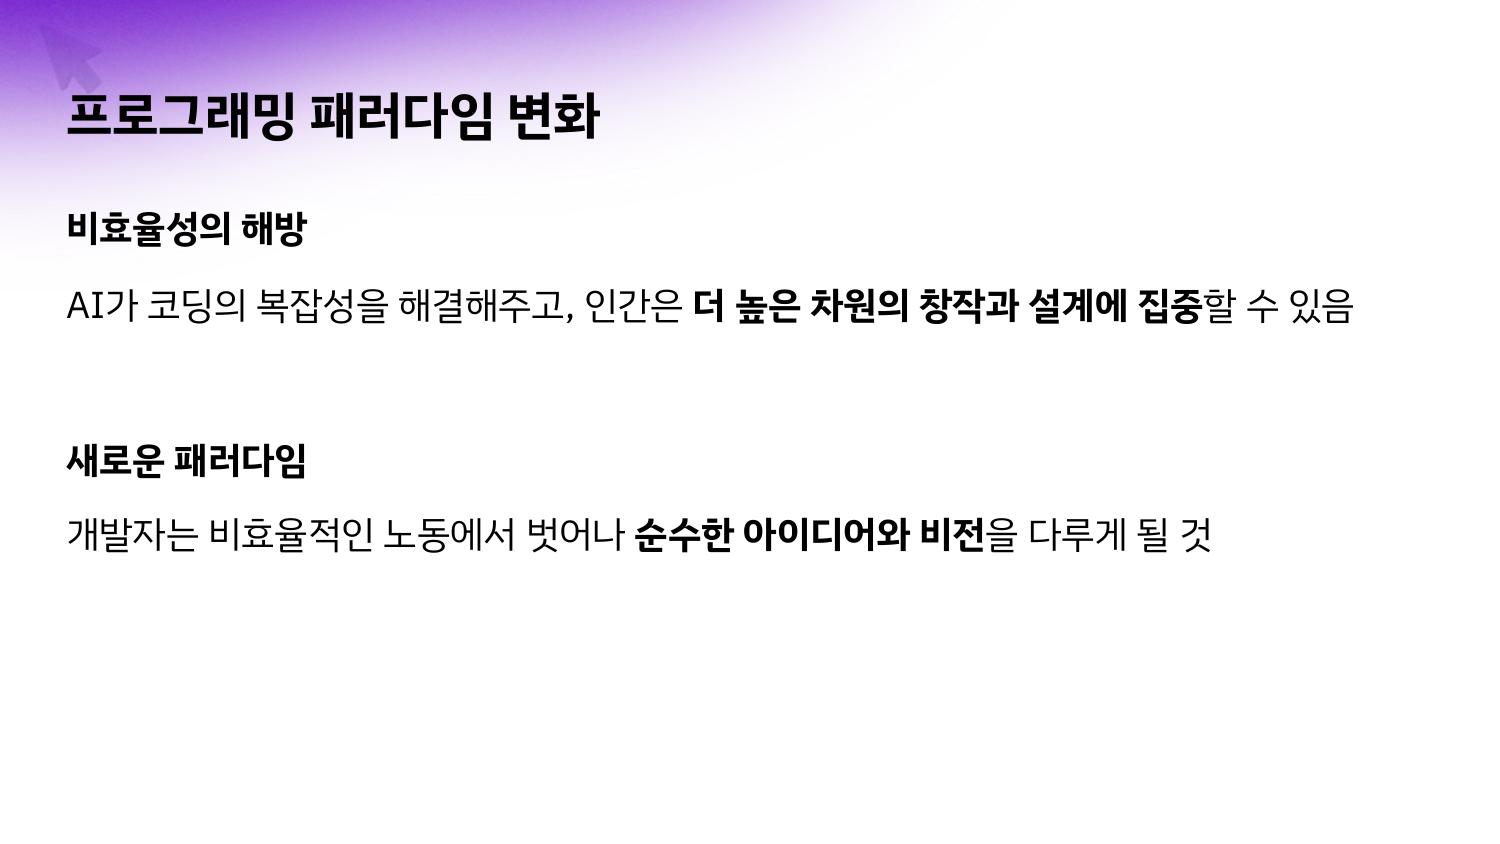 프로그래밍 패러다임 변화
비효율성의 해방
AI가 코딩의 복잡성을 해결해주고, 인간은 더 높은 차원의 창작과 설계에 집중할 수 있음
새로운 패러다임
개발자는 비효율적인 노동에서 벗어나 순수한 아이디어와 비전을 다루게 될 것